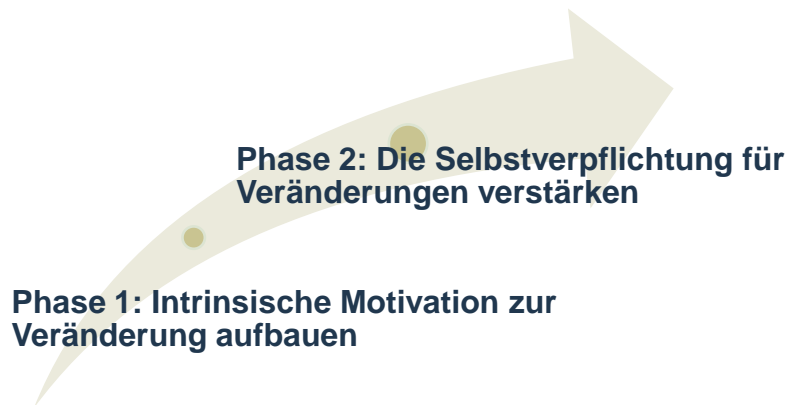 Phase 2: Die Selbstverpflichtung für
Veränderungen verstärken
Phase 1: Intrinsische Motivation zur
Veränderung aufbauen